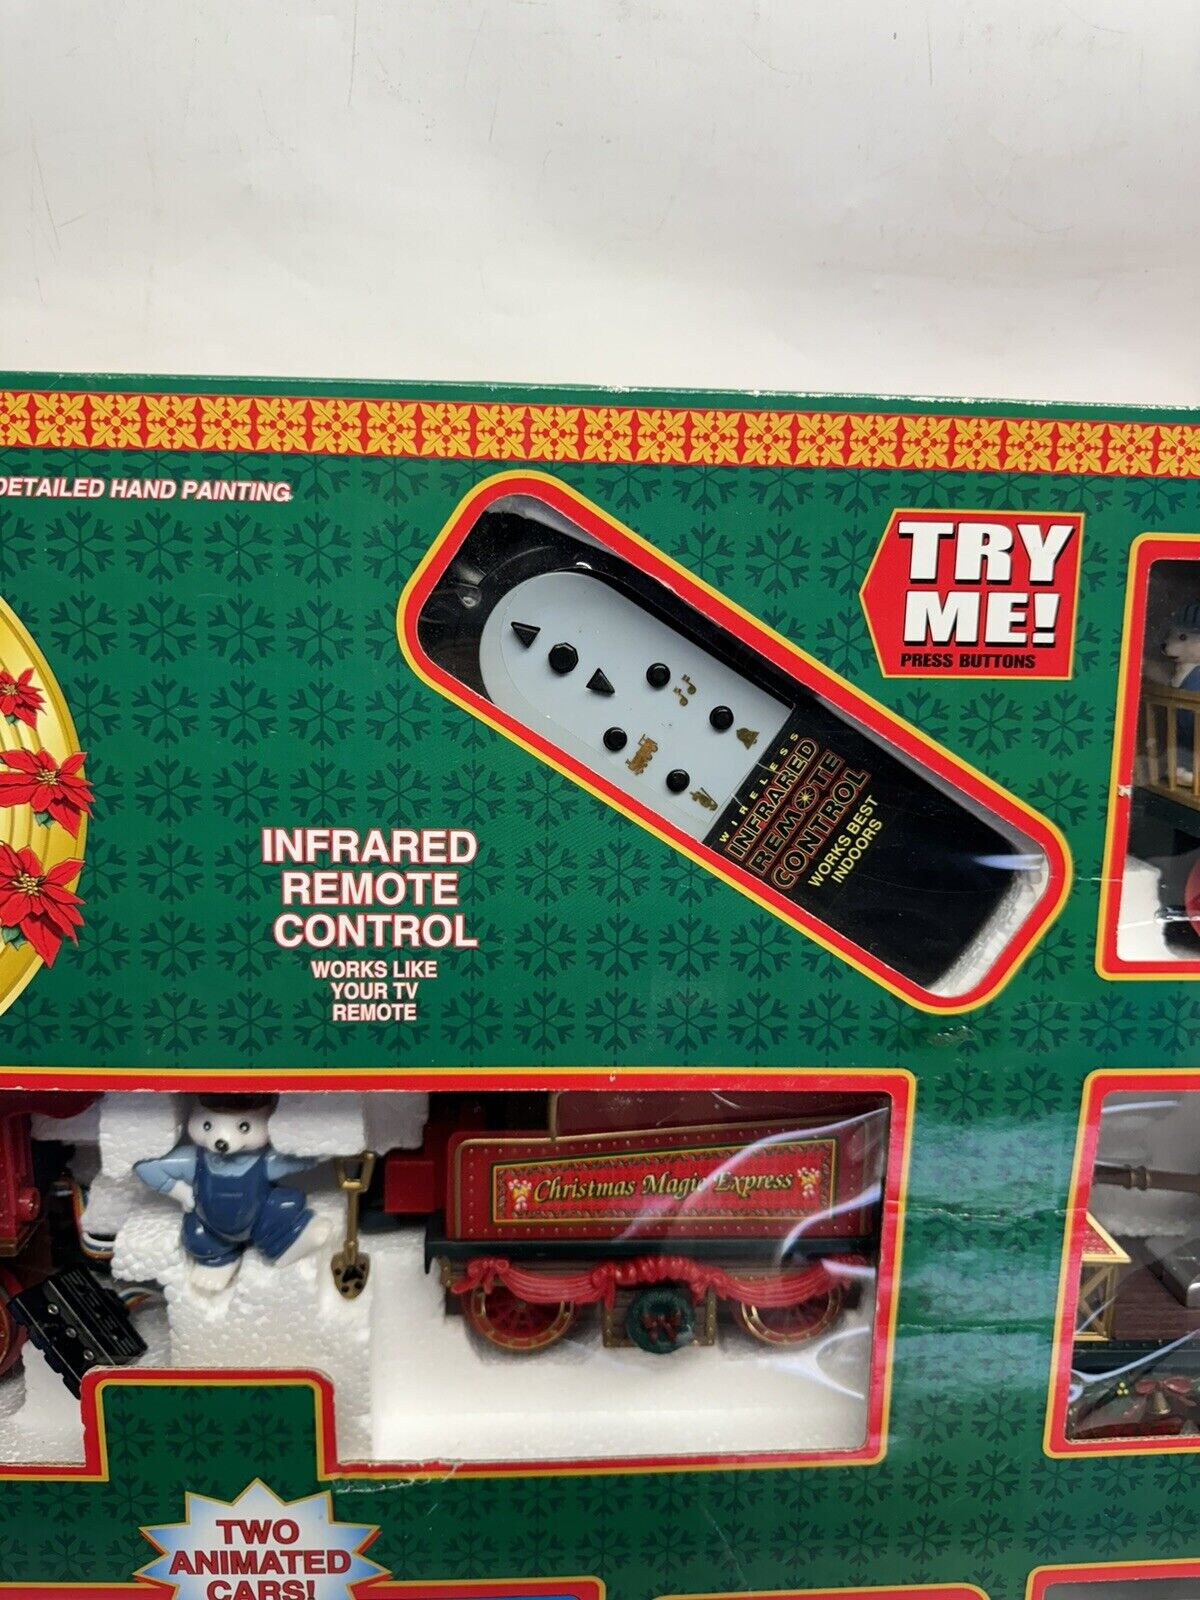 DETAILED HAND PAINTING
TRY
ME!
PRESS BUTTONS
WIRELESS
INFRARED
REMOTE
CONTROL
WORKS BEST
INDOORS
INFRARED
REMOTE
CONTROL
WORKS LIKE
YOUR TV
REMOTE
Christmas Magic Express
TWO
ANIMATED
CARS!